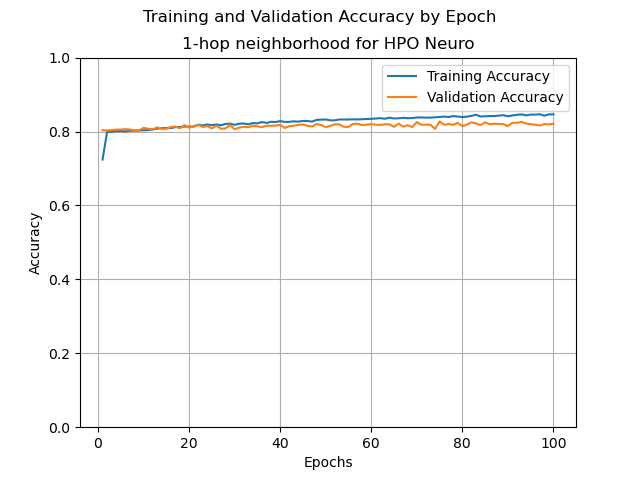 Training and Validation Accuracy by Epoch
1-hop neighborhood for HPO Neuro
Training Accuracy
Validation Accuracy
Accuracy
1.0
0.8
0.6
0.4
0.2
0.0
0 20 40 60 80 100
Epochs